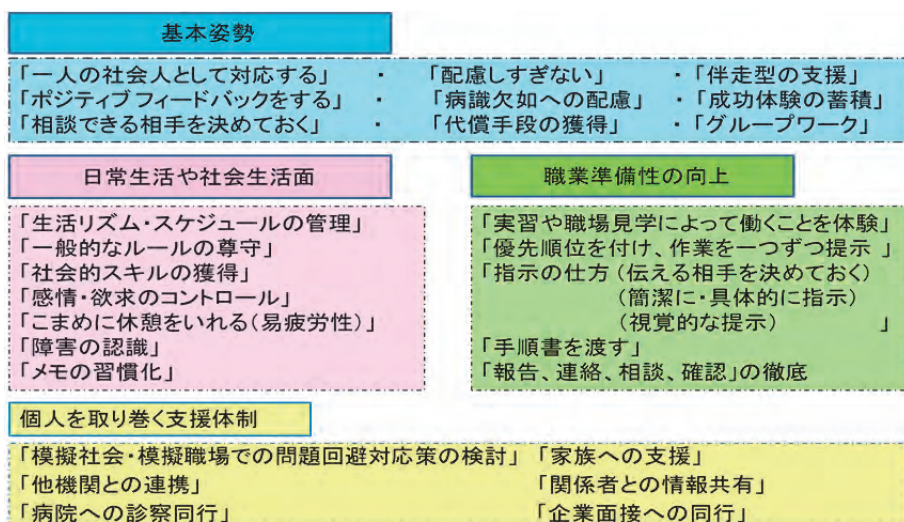 基本姿勢
「一人の社会人として対応する」 ・ 「配慮しすぎない」 ・「伴走型の支援」
「ポジティブフィードバックをする」 ・ 「病識欠如への配慮」 ・「成功体験の蓄積」
「相談できる相手を決めておく」 ・ 「代償手段の獲得」 ・「グループワーク」
日常生活や社会生活面
「生活リズム・スケジュールの管理」
「一般的なルールの尊守」
「社会的スキルの獲得」
「感情・欲求のコントロール」
「こまめに休憩をいれる(易疲労性)」
「障害の認識」
「メモの習慣化」
職業準備性の向上
「実習や職場見学によって働くことを体験」
「優先順位を付け、作業を一つずつ提示 」
「指示の仕方(伝える相手を決めておく)
(簡潔に・具体的に指示)
(視覚的な提示) 」
「手順書を渡す」
「報告、連絡、相談、確認」の徹底
個人を取り巻く支援体制
「模擬社会・模擬職場での問題回避対応策の検討」 「家族への支援」
「他機関との連携」 「関係者との情報共有」
「病院への診察同行」 「企業面接への同行」